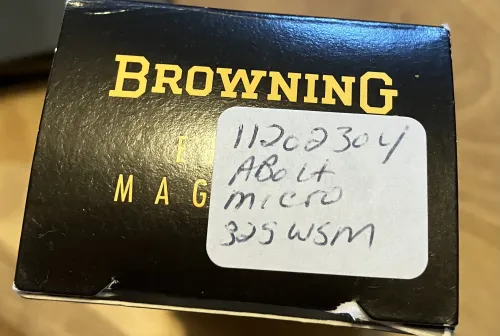 BROWNING
MAG
11202304
ABolt
micro
325 WSM